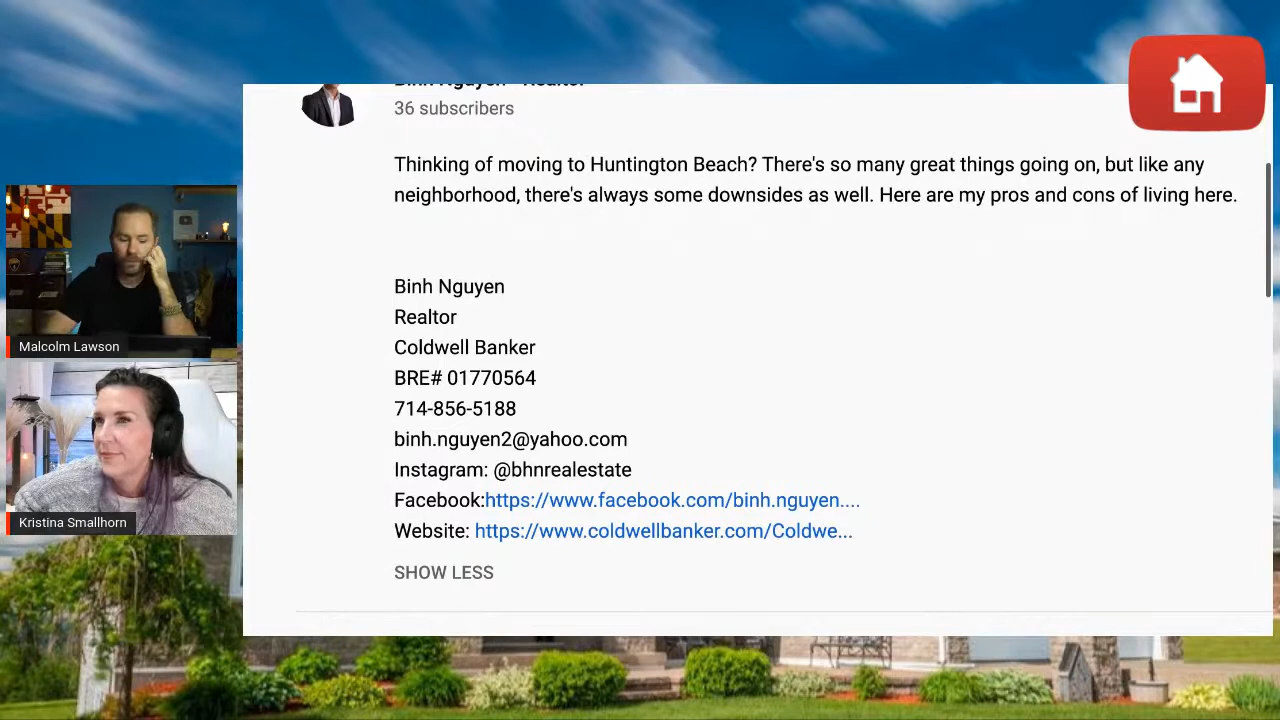 Binh Nguyen - Realtor
36 subscribers
Thinking of moving to Huntington Beach? There's so many great things going on, but like any
neighborhood, there's always some downsides as well. Here are my pros and cons of living here.
Binh Nguyen
Realtor
Coldwell Banker
BRE# 01770564
714-856-5188
binh.nguyen2@yahoo.com
Instagram: @bhnrealestate
Facebook:https://www.facebook.com/binh.nguyen....
Website: https://www.coldwellbanker.com/Coldwe...
SHOW LESS
Malcolm Lawson
Kristina Smallhorn